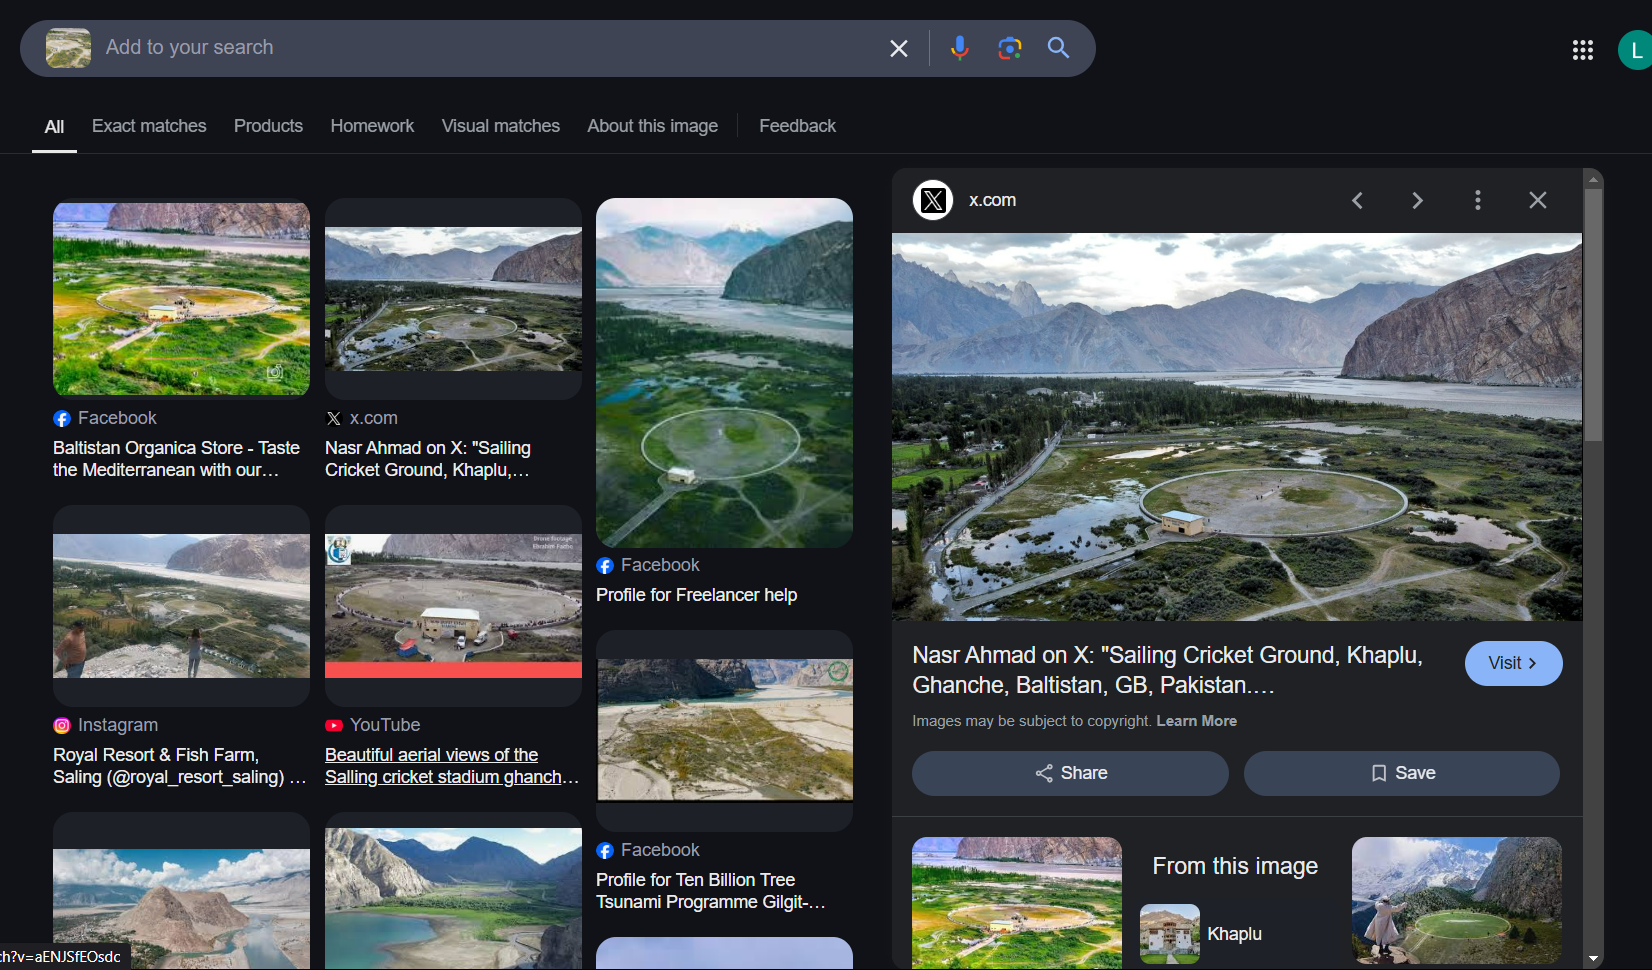 Add to your search
L
All
Exact matches
Products
Homework
Visual matches
About this image
Feedback
Facebook
Baltistan Organica Store - Taste
the Mediterranean with our…
x.com
Nasr Ahmad on X: "Sailing
Cricket Ground, Khaplu,…
Facebook
Profile for Freelancer help
Instagram
Royal Resort & Fish Farm,
Saling (@royal_resort_saling) …
Drone Footage
Ebrahim Facho
YouTube
Beautiful aerial views of the
Salling cricket stadium ghanch…
Facebook
Profile for Ten Billion Tree
Tsunami Programme Gilgit-…
ch?v=aENJSfEOsdc
x.com
Nasr Ahmad on X: "Sailing Cricket Ground, Khaplu,
Ghanche, Baltistan, GB, Pakistan.…
Visit
Images may be subject to copyright. Learn More
Share
Save
From this image
Khaplu